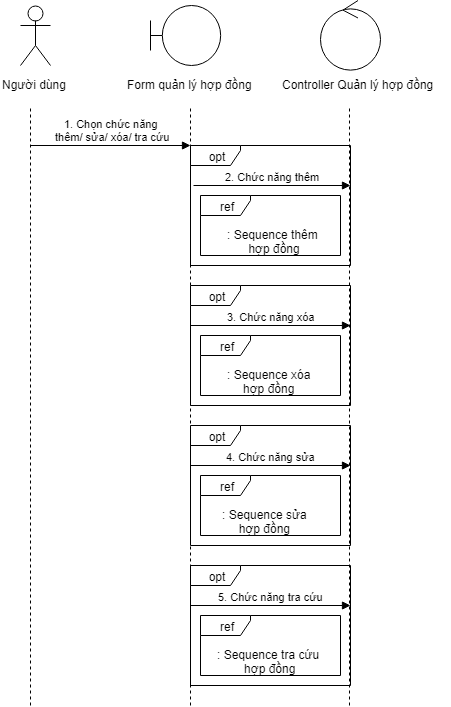 Người dùng
Form quản lý hợp đồng
Controller Quản lý hợp đồng
1. Chọn chức năng
thêm/ sửa/ xóa/ tra cứu
opt
2. Chức năng thêm
ref
: Sequence thêm
hợp đồng
opt
3. Chức năng xóa
ref
: Sequence xóa
hợp đồng
opt
4. Chức năng sửa
ref
: Sequence sửa
hợp đồng
opt
5. Chức năng tra cứu
ref
: Sequence tra cứu
hợp đồng